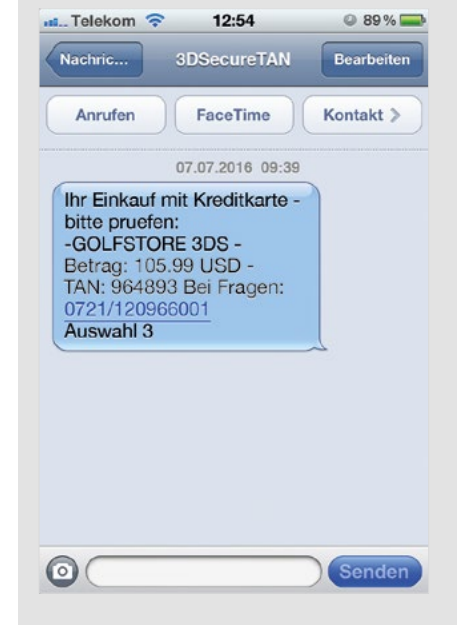 Telekom 12:54 89 %
Nachric... 3DSecureTAN Bearbeiten
Anrufen FaceTime Kontakt >
07.07.2016 09:39
Ihr Einkauf mit Kreditkarte -
bitte pruefen:
-GOLFSTORE 3DS -
Betrag: 105.99 USD -
TAN: 964893 Bei Fragen:
0721/120966001
Auswahl 3
Senden